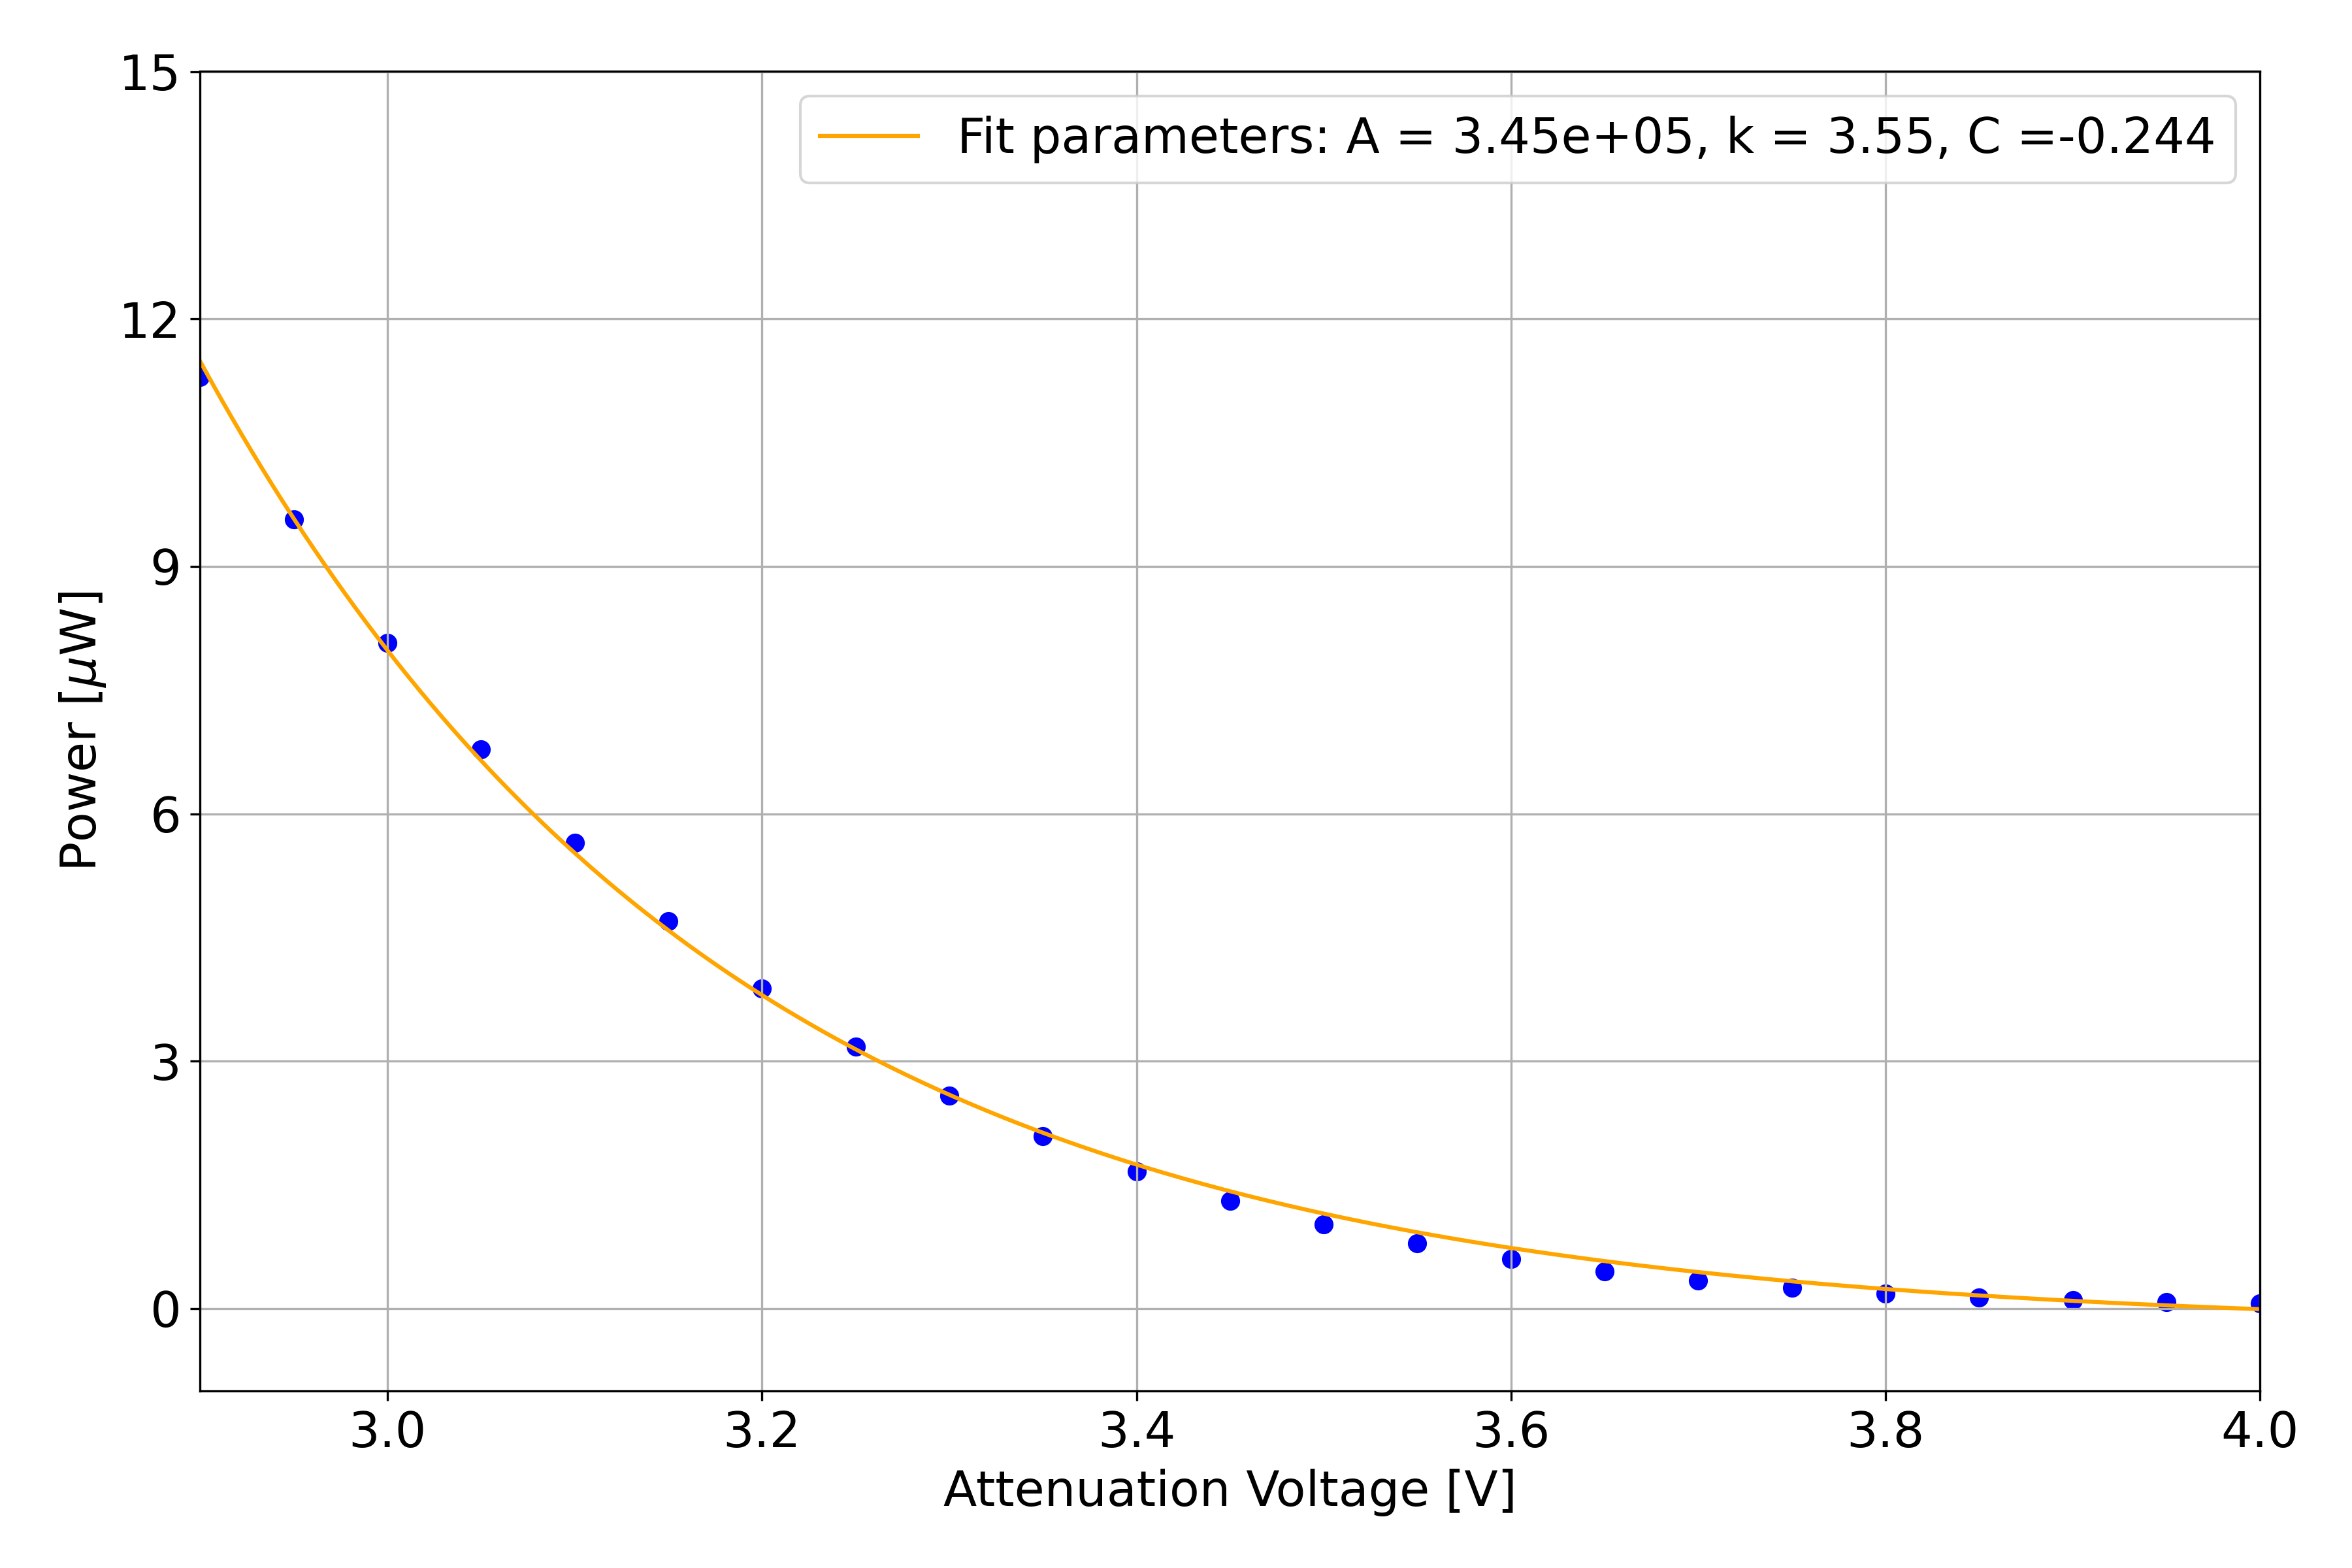 15
12
9
6
3
0
Power [μW]
Fit parameters: A = 3.45e+05, k = 3.55, C =-0.244
3.0 3.2 3.4 3.6 3.8 4.0
Attenuation Voltage [V]